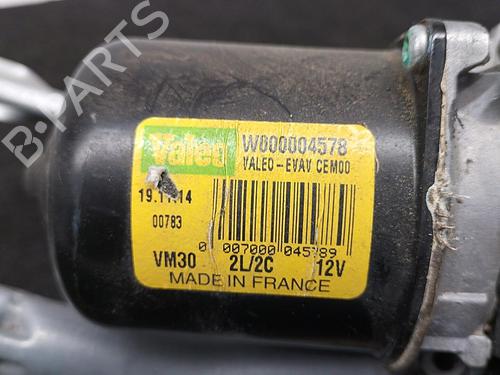 B-PARTS
Valeo
W000004578
VALEO-EVAV CEM00
19.11.14
00783
0 007000 045789
VM30 2L/2C 12V
MADE IN FRANCE